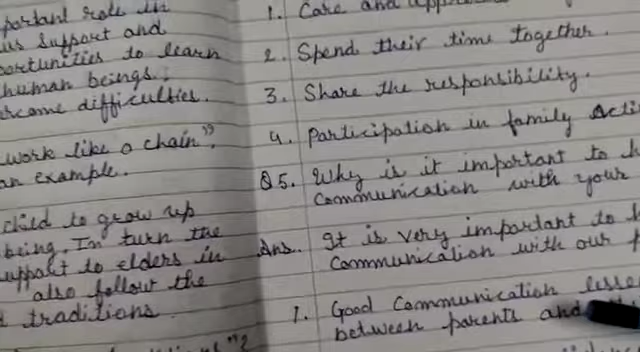 portant role in
us support and
portunities to learn
human beings.
ercome difficulties.
work like a chain".
an example.
child to grow up
being. In turn the
upport to elders in
also follow the
traditions.
1. Care and
2. Spend their time together.
3. Share the responsibility.
4. Participation in family Acti
Q5. Why is it important to h
communication with your
Ans. It is very important to h
communication with our
1. Good Communication lesse
between parents and